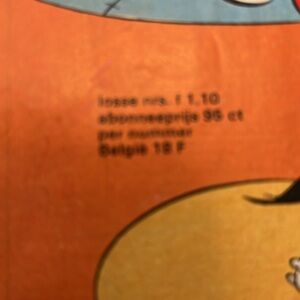 losse nrs. f 1,10
abonneeprijs 95 ct
per nummer
België 18 F